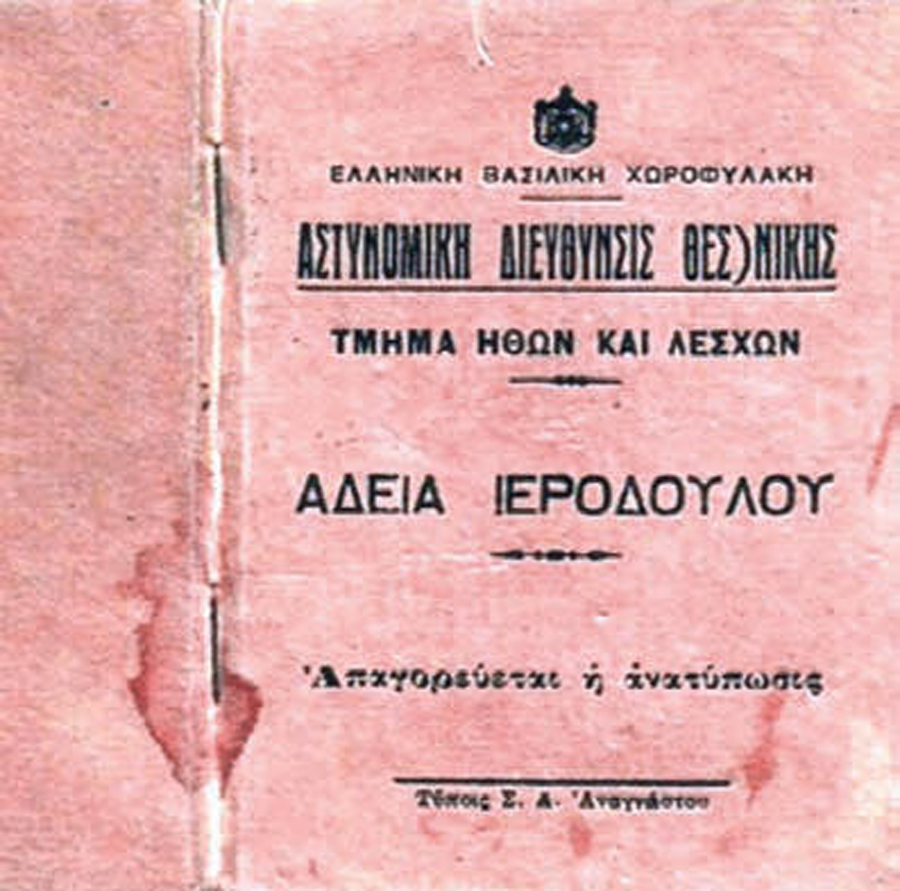 ΕΛΛΗΝΙΚΗ ΒΑΣΙΛΙΚΗ ΧΩΡΟΦΥΛΑΚΗ
ΑΣΤΥΝΟΜΙΚΗ ΔΙΕΥΘΥΝΣΙΣ ΘΕΣ)ΝΙΚΗΣ
ΤΜΗΜΑ ΗΘΩΝ ΚΑΙ ΛΕΣΧΩΝ
ΑΔΕΙΑ ΙΕΡΟΔΟΥΛΟΥ
Ἀπαγορεύεται ἡ ἀνατύπωσις
Τύποις Σ. Α. Ἀναγνώστου